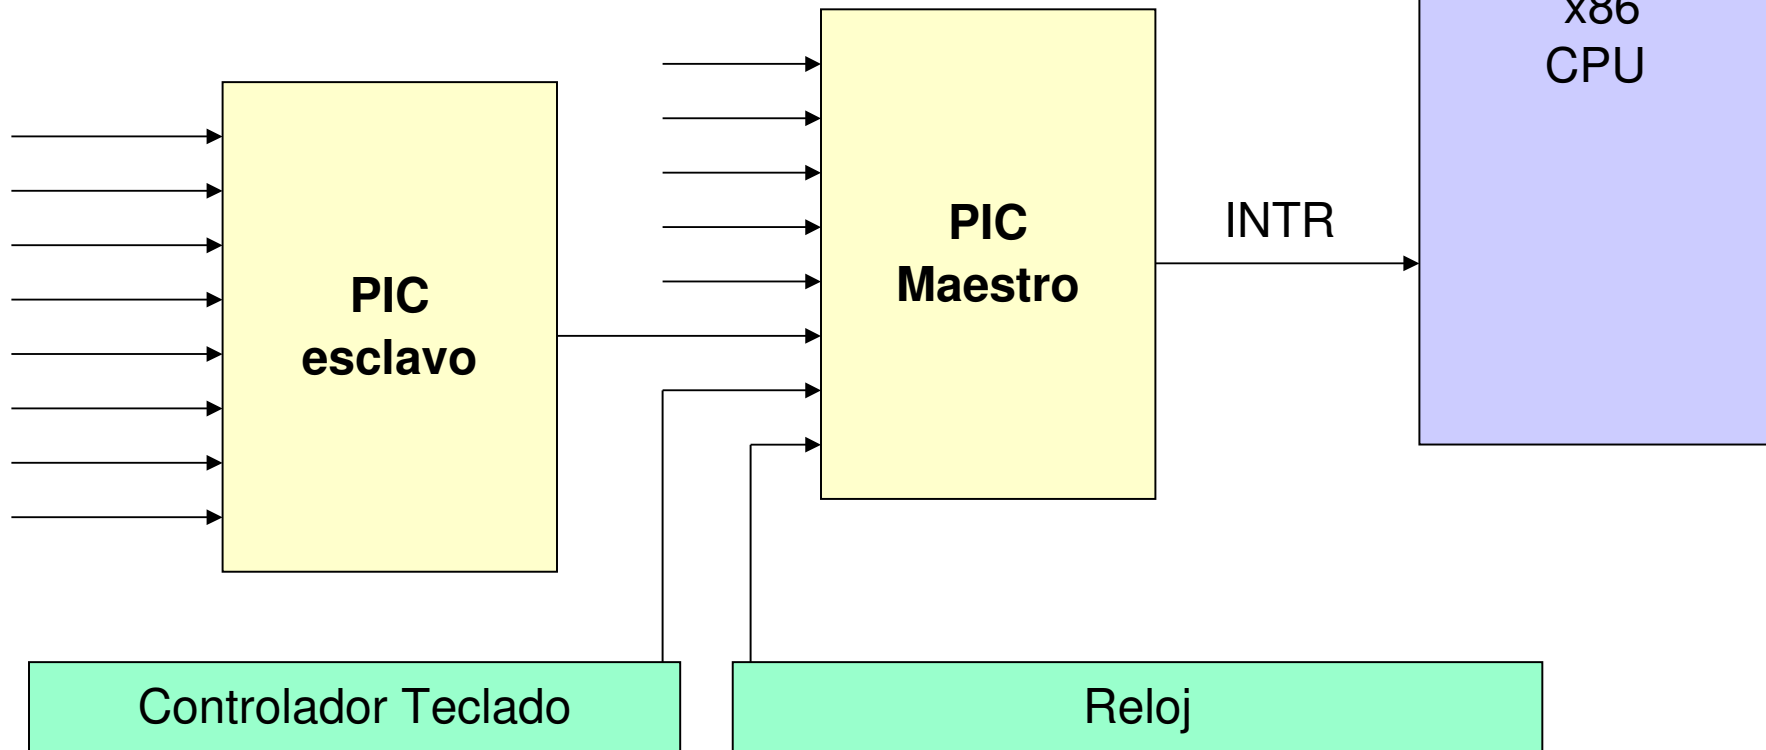 x86
CPU
PIC
Maestro
INTR
PIC
esclavo
Controlador Teclado
Reloj